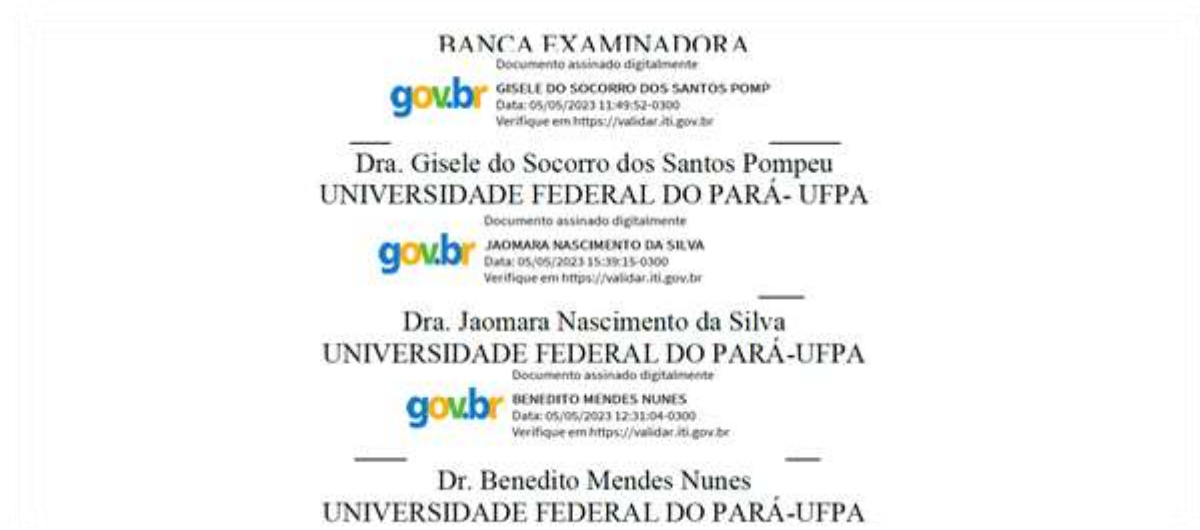 BANCA EXAMINADORA
Documento assinado digitalmente
gov.br
GISELE DO SOCORRO DOS SANTOS POMP
Data: 05/05/2023 11:49:52-0300
Verifique em https://validar.iti.gov.br
Dra. Gisele do Socorro dos Santos Pompeu
UNIVERSIDADE FEDERAL DO PARÁ- UFPA
Documento assinado digitalmente
gov.br
JAOMARA NASCIMENTO DA SILVA
Data: 05/05/2023 15:39:15-0300
Verifique em https://validar.iti.gov.br
Dra. Jaomara Nascimento da Silva
UNIVERSIDADE FEDERAL DO PARÁ-UFPA
Documento assinado digitalmente
gov.br
BENEDITO MENDES NUNES
Data: 05/05/2023 12:31:04-0300
Verifique em https://validar.iti.gov.br
Dr. Benedito Mendes Nunes
UNIVERSIDADE FEDERAL DO PARÁ-UFPA